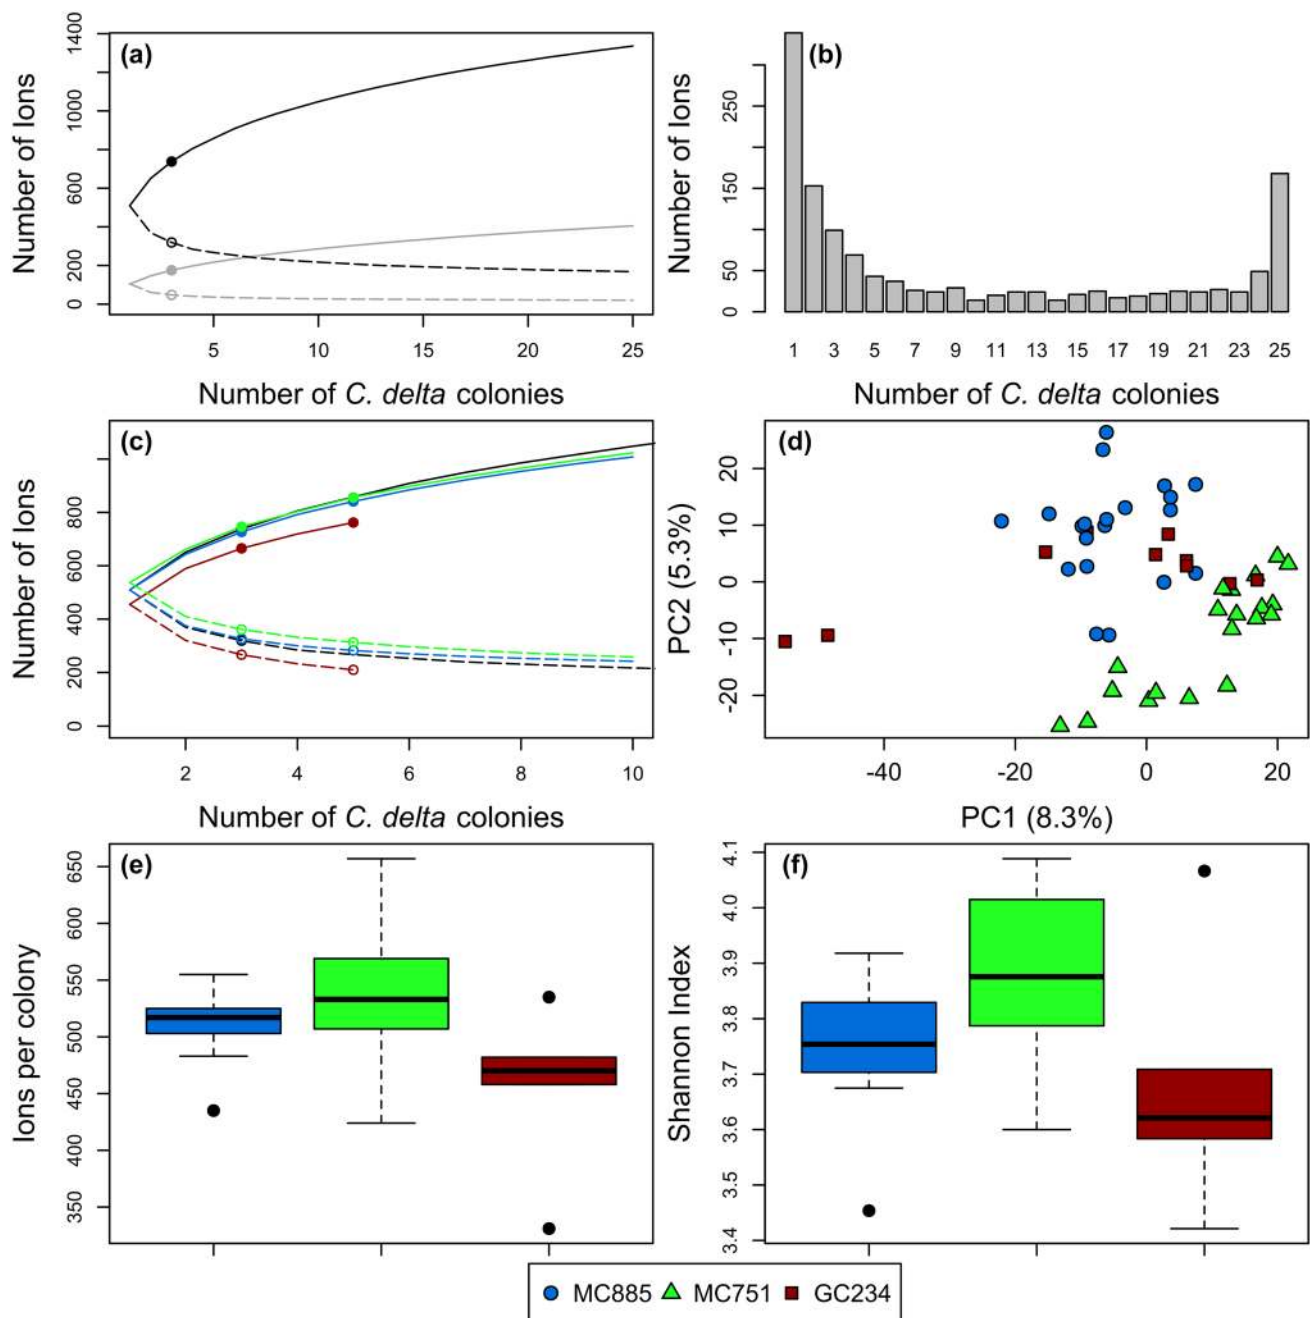 (a)
Number of Ions
1400
1000
600
200
0
5 10 15 20 25
Number of C. delta colonies
(b)
Number of Ions
250
150
50
0
1 3 5 7 9 11 13 15 17 19 21 23 25
Number of C. delta colonies
(c)
Number of Ions
800
600
400
200
0
2 4 6 8 10
Number of C. delta colonies
(d)
PC2 (5.3%)
20
10
0
-10
-20
-40 -20 0 20
PC1 (8.3%)
(e)
Ions per colony
650
600
550
500
450
400
350
(f)
Shannon Index
4.1
4.0
3.9
3.8
3.7
3.6
3.5
3.4
MC885 MC751 GC234